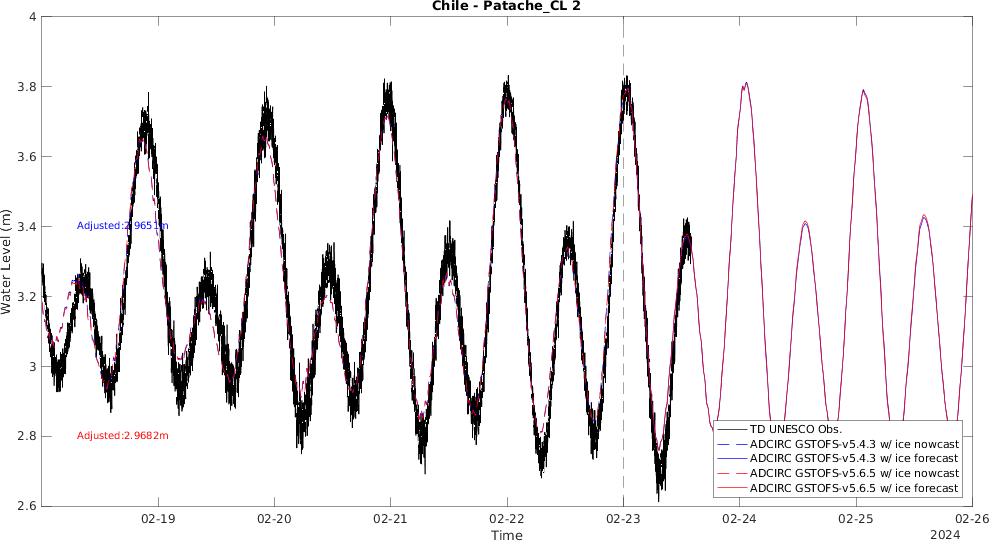 Chile - Patache_CL 2
4
3.8
3.6
3.4
3.2
3
2.8
2.6
Water Level (m)
Adjusted:2.9651m
Adjusted:2.9682m
TD UNESCO Obs.
ADCIRC GSTOFS-v5.4.3 w/ ice nowcast
ADCIRC GSTOFS-v5.4.3 w/ ice forecast
ADCIRC GSTOFS-v5.6.5 w/ ice nowcast
ADCIRC GSTOFS-v5.6.5 w/ ice forecast
02-19 02-20 02-21 02-22 02-23 02-24 02-25 02-26
Time
2024